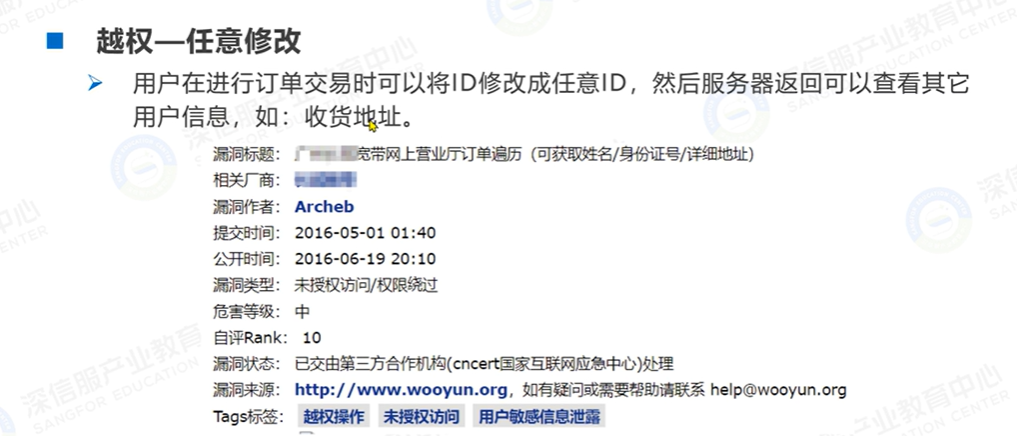 越权—任意修改
用户在进行订单交易时可以将ID修改成任意ID，然后服务器返回可以查看其它
用户信息，如：收货地址。
漏洞标题： 宽带网上营业厅订单遍历（可获取姓名/身份证号/详细地址）
相关厂商：
漏洞作者： Archeb
提交时间： 2016-05-01 01:40
公开时间： 2016-06-19 20:10
漏洞类型： 未授权访问/权限绕过
危害等级： 中
自评Rank： 10
漏洞状态： 已交由第三方合作机构(cncert国家互联网应急中心)处理
漏洞来源： http://www.wooyun.org，如有疑问或需要帮助请联系 help@wooyun.org
Tags标签： 越权操作 未授权访问 用户敏感信息泄露
深信服产业教育中心
SANGFOR EDUCATION CENTER